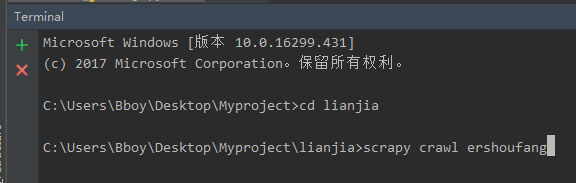 Terminal
Microsoft Windows [版本 10.0.16299.431]
(c) 2017 Microsoft Corporation。保留所有权利。
C:\Users\Bboy\Desktop\Myproject>cd lianjia
C:\Users\Bboy\Desktop\Myproject\lianjia>scrapy crawl ershoufang